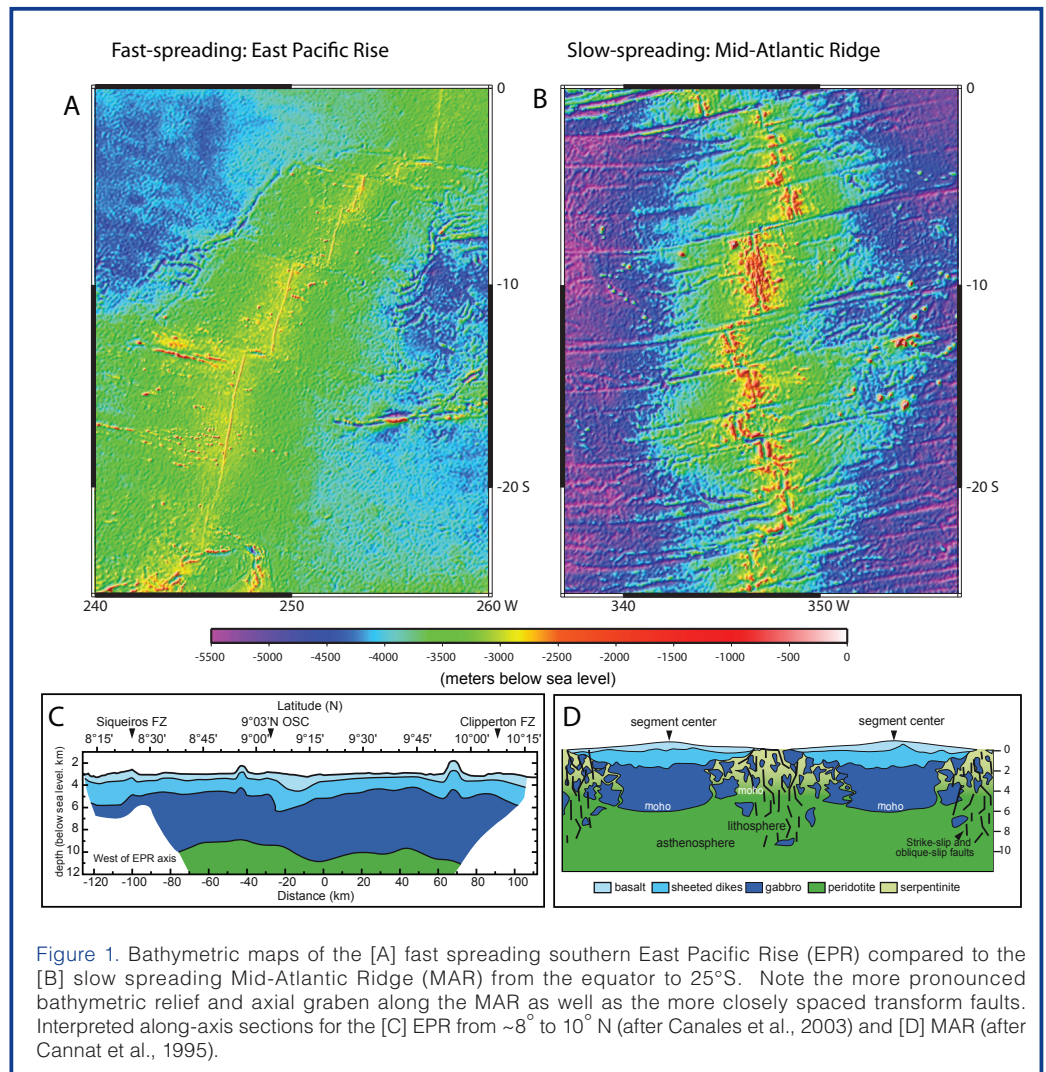 Fast-spreading: East Pacific Rise
Slow-spreading: Mid-Atlantic Ridge
A
0
-10
-20 S
240
250
260 W
B
0
-10
-20 S
340
350 W
-5500 -5000 -4500 -4000 -3500 -3000 -2500 -2000 -1500 -1000 -500 0
(meters below sea level)
C
Latitude (N)
Siqueiros FZ
9°03'N OSC
Clipperton FZ
8°15' 8°30' 8°45' 9°00' 9°15' 9°30' 9°45' 10°00' 10°15'
depth (below sea level. km)
2
4
6
8
10
12
West of EPR axis
-120 -100 -80 -60 -40 -20 0 20 40 60 80 100
Distance (km)
D
segment center
segment center
0
2
4
6
8
10
moho
moho
moho
lithosphere
asthenosphere
Strike-slip and
oblique-slip faults
basalt sheeted dikes gabbro peridotite serpentinite
Figure 1. Bathymetric maps of the [A] fast spreading southern East Pacific Rise (EPR) compared to the
[B] slow spreading Mid-Atlantic Ridge (MAR) from the equator to 25°S. Note the more pronounced
bathymetric relief and axial graben along the MAR as well as the more closely spaced transform faults.
Interpreted along-axis sections for the [C] EPR from ~8° to 10° N (after Canales et al., 2003) and [D] MAR (after
Cannat et al., 1995).